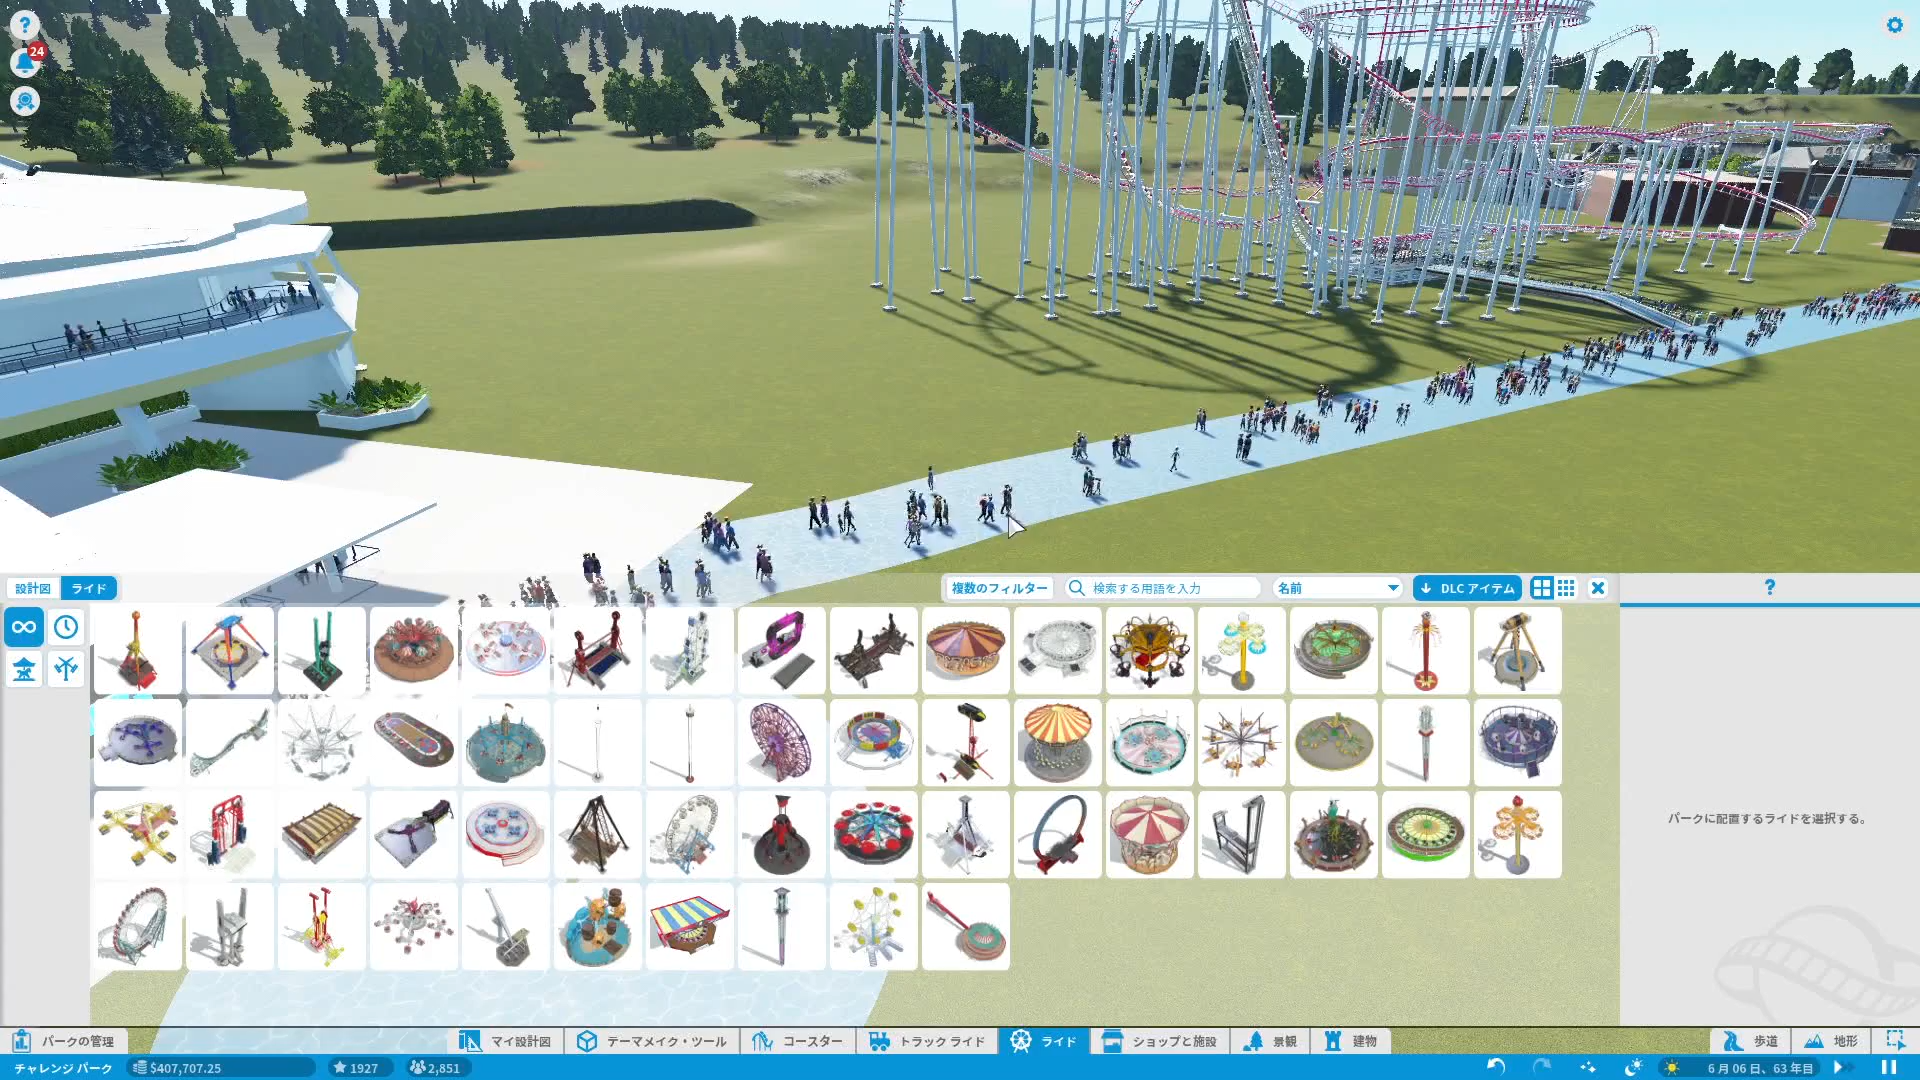 24
設計図
ライド
複数のフィルター
検索する用語を入力
名前
DLC アイテム
?
?
パークに配置するライドを選択する。
パークの管理
マイ設計図
テーマメイク・ツール
コースター
トラック ライド
ライド
ショップと施設
景観
建物
歩道
地形
チャレンジ パーク
$407,707.25
1927
2,851
6 月 06 日、63 年目